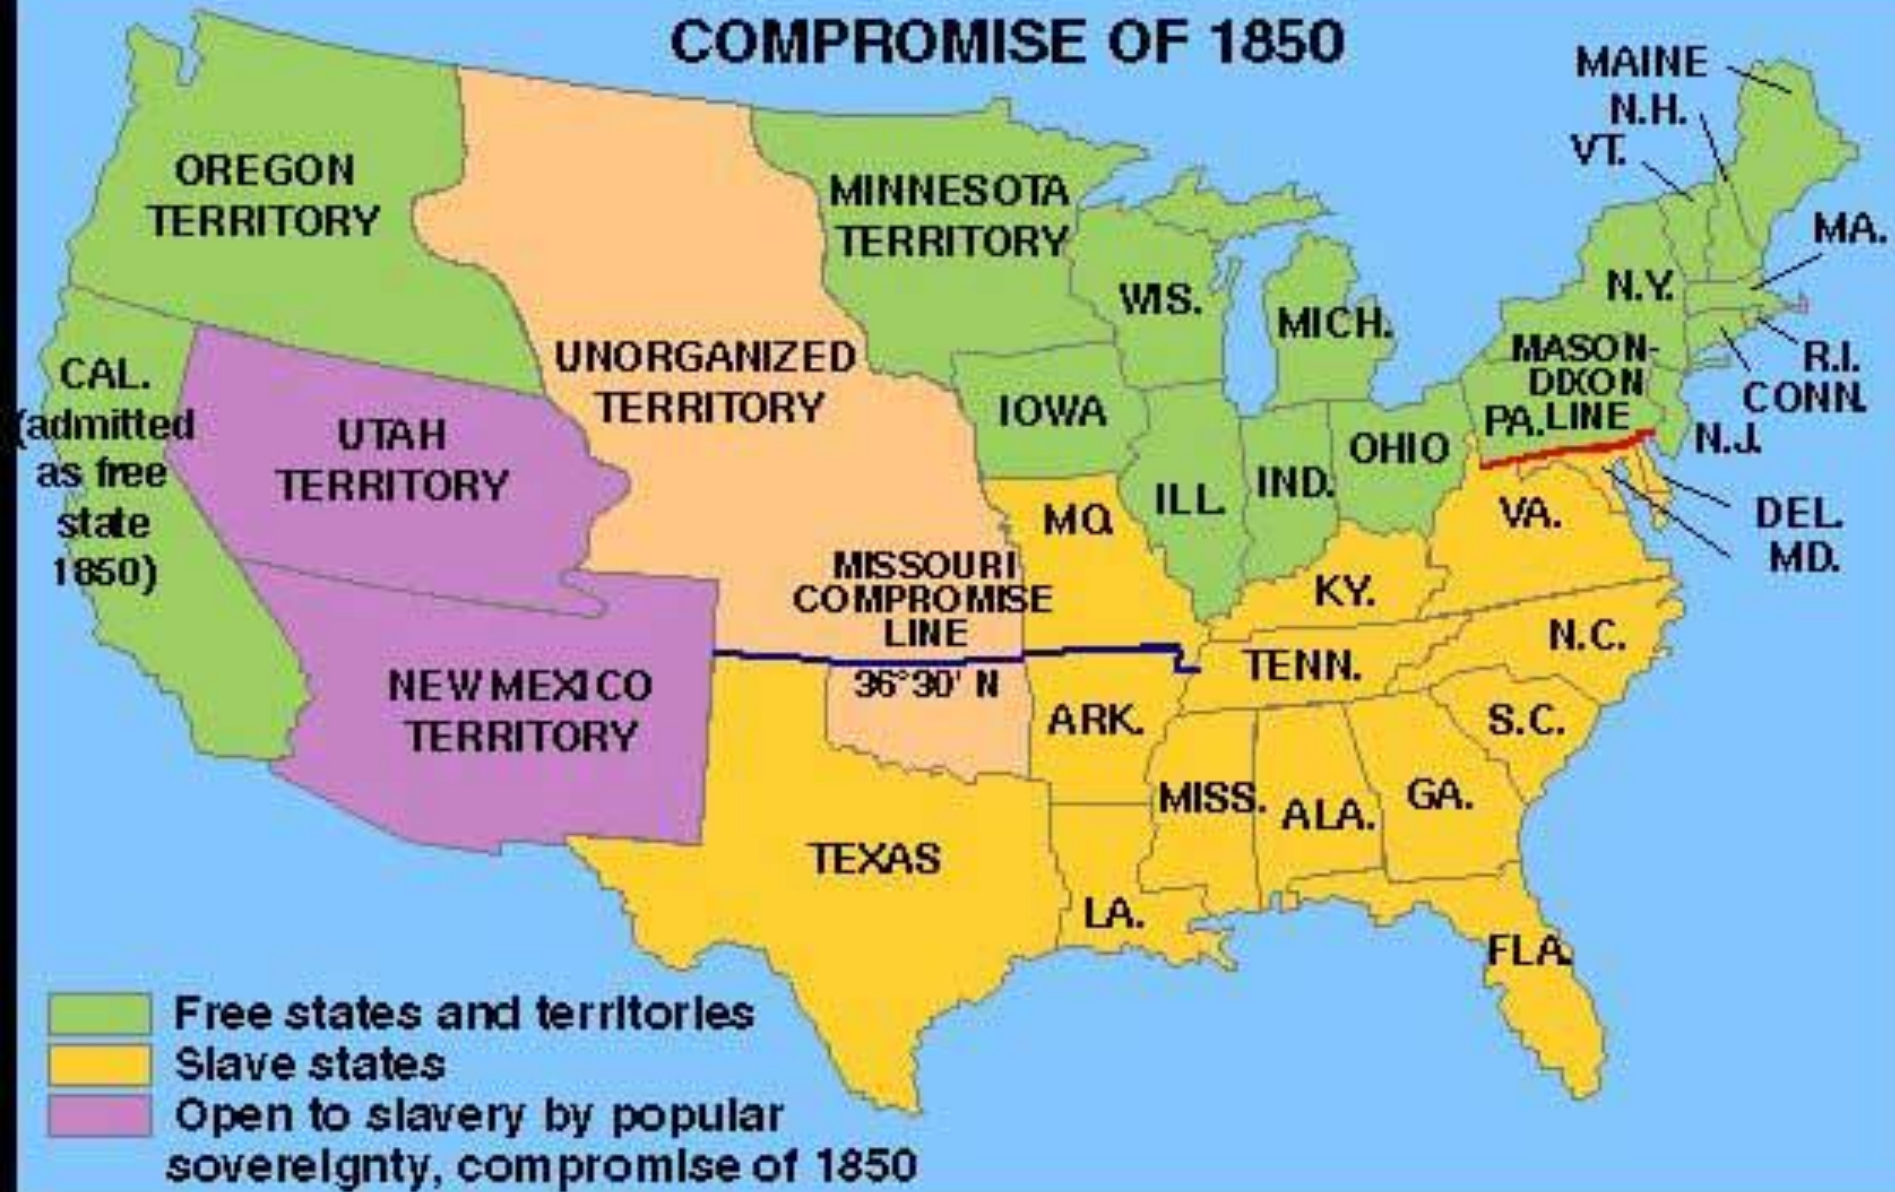 COMPROMISE OF 1850
MAINE
N.H.
VT.
OREGON
TERRITORY
MINNESOTA
TERRITORY
MA.
WIS.
MICH.
N.Y.
UNORGANIZED
TERRITORY
MASON-
DIXON
LINE
PA.
R.I.
CONN.
N.J.
CAL.
(admitted
as free
state
1850)
UTAH
TERRITORY
IOWA
ILL.
IND.
OHIO
MO.
VA.
DEL.
MD.
MISSOURI
COMPROMISE
LINE
36°30' N
KY.
N.C.
TENN.
NEW MEXICO
TERRITORY
ARK.
S.C.
MISS.
ALA.
GA.
TEXAS
LA.
FLA.
Free states and territories
Slave states
Open to slavery by popular
sovereignty, compromise of 1850